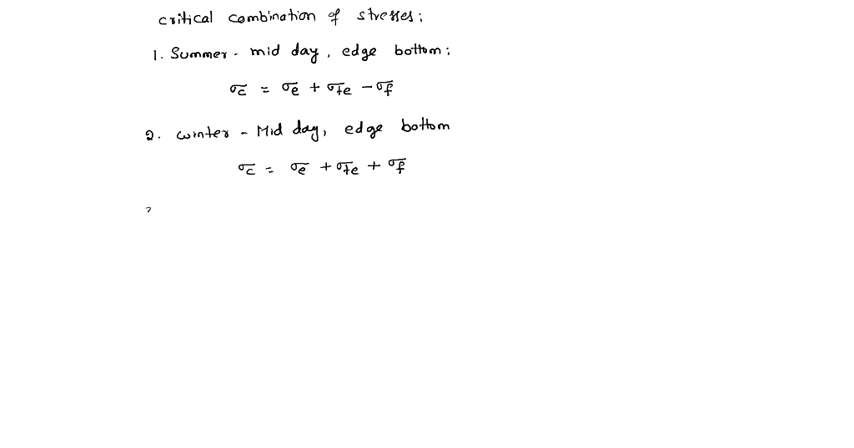 critical combination of stresses:
1. Summer - mid day, edge bottom:
σc = σe + σte - σf
2. winter - Mid day, edge bottom
σc = σe + σte + σf